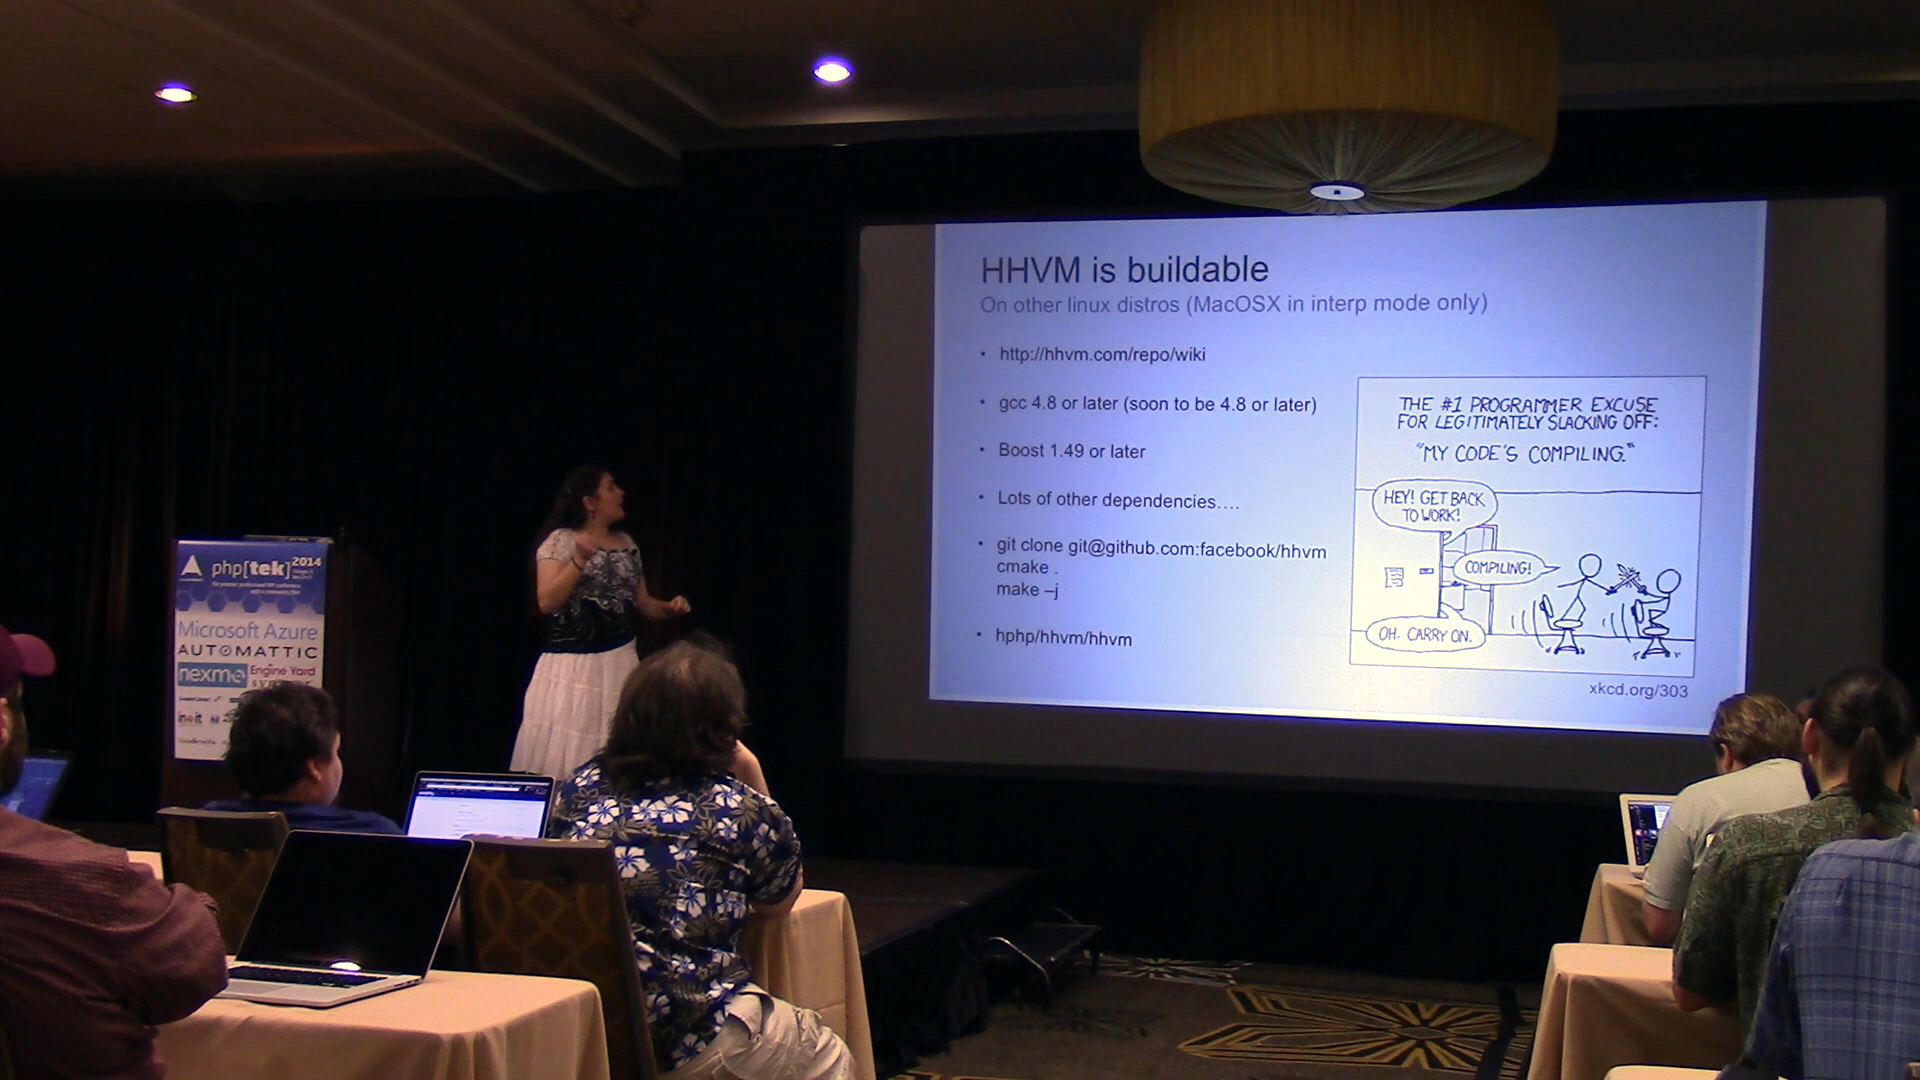 HHVM is buildable
On other linux distros (MacOSX in interp mode only)
• http://hhvm.com/repo/wiki
• gcc 4.8 or later (soon to be 4.8 or later)
• Boost 1.49 or later
• Lots of other dependencies....
• git clone git@github.com:facebook/hhvm
cmake .
make –j
• hphp/hhvm/hhvm
THE #1 PROGRAMMER EXCUSE
FOR LEGITIMATELY SLACKING OFF:
"MY CODE'S COMPILING."
HEY! GET BACK
TO WORK!
COMPILING!
OH. CARRY ON.
xkcd.org/303
php[tek] 2014
Microsoft Azure
AUTOMATTIC
nexmo Engine Yard
in it